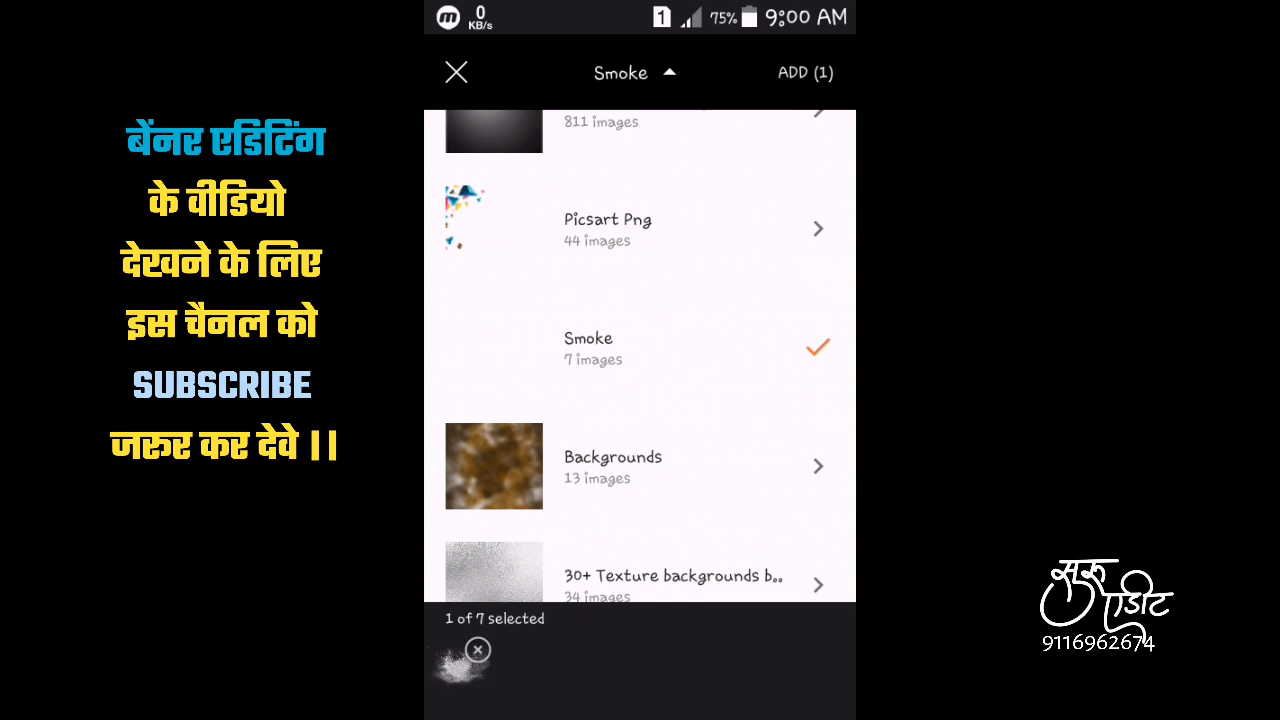 बेंनर एडिटिंग
के वीडियो
देखने के लिए
इस चैनल को
SUBSCRIBE
जरूर कर देवे ।।
0
KB/s
1
75%
9:00 AM
Smoke
ADD (1)
811 images
Picsart Png
44 images
Smoke
7 images
Backgrounds
13 images
30+ Texture backgrounds b..
34 images
1 of 7 selected
सरू
एडीट
9116962674